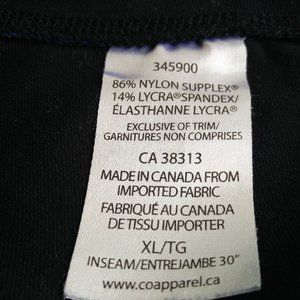 345900
86% NYLON SUPPLEX®
14% LYCRA®SPANDEX/
ÉLASTHANNE LYCRA®
EXCLUSIVE OF TRIM/
GARNITURES NON COMPRISES
CA 38313
MADE IN CANADA FROM
IMPORTED FABRIC
FABRIQUÉ AU CANADA
DE TISSU IMPORTER
XL/TG
INSEAM/ENTREJAMBE 30"
www.coapparel.ca